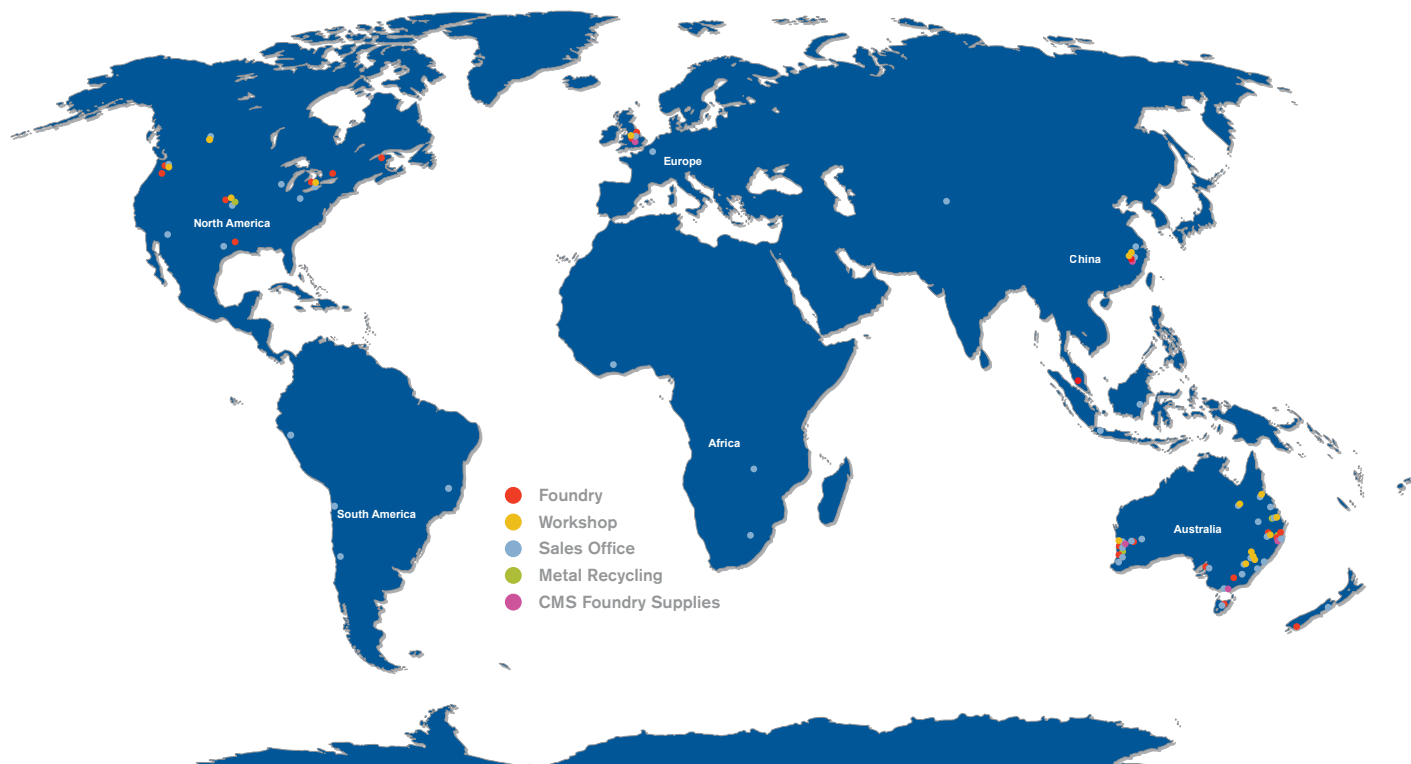 Europe
North America
China
Africa
South America
Australia
Foundry
Workshop
Sales Office
Metal Recycling
CMS Foundry Supplies